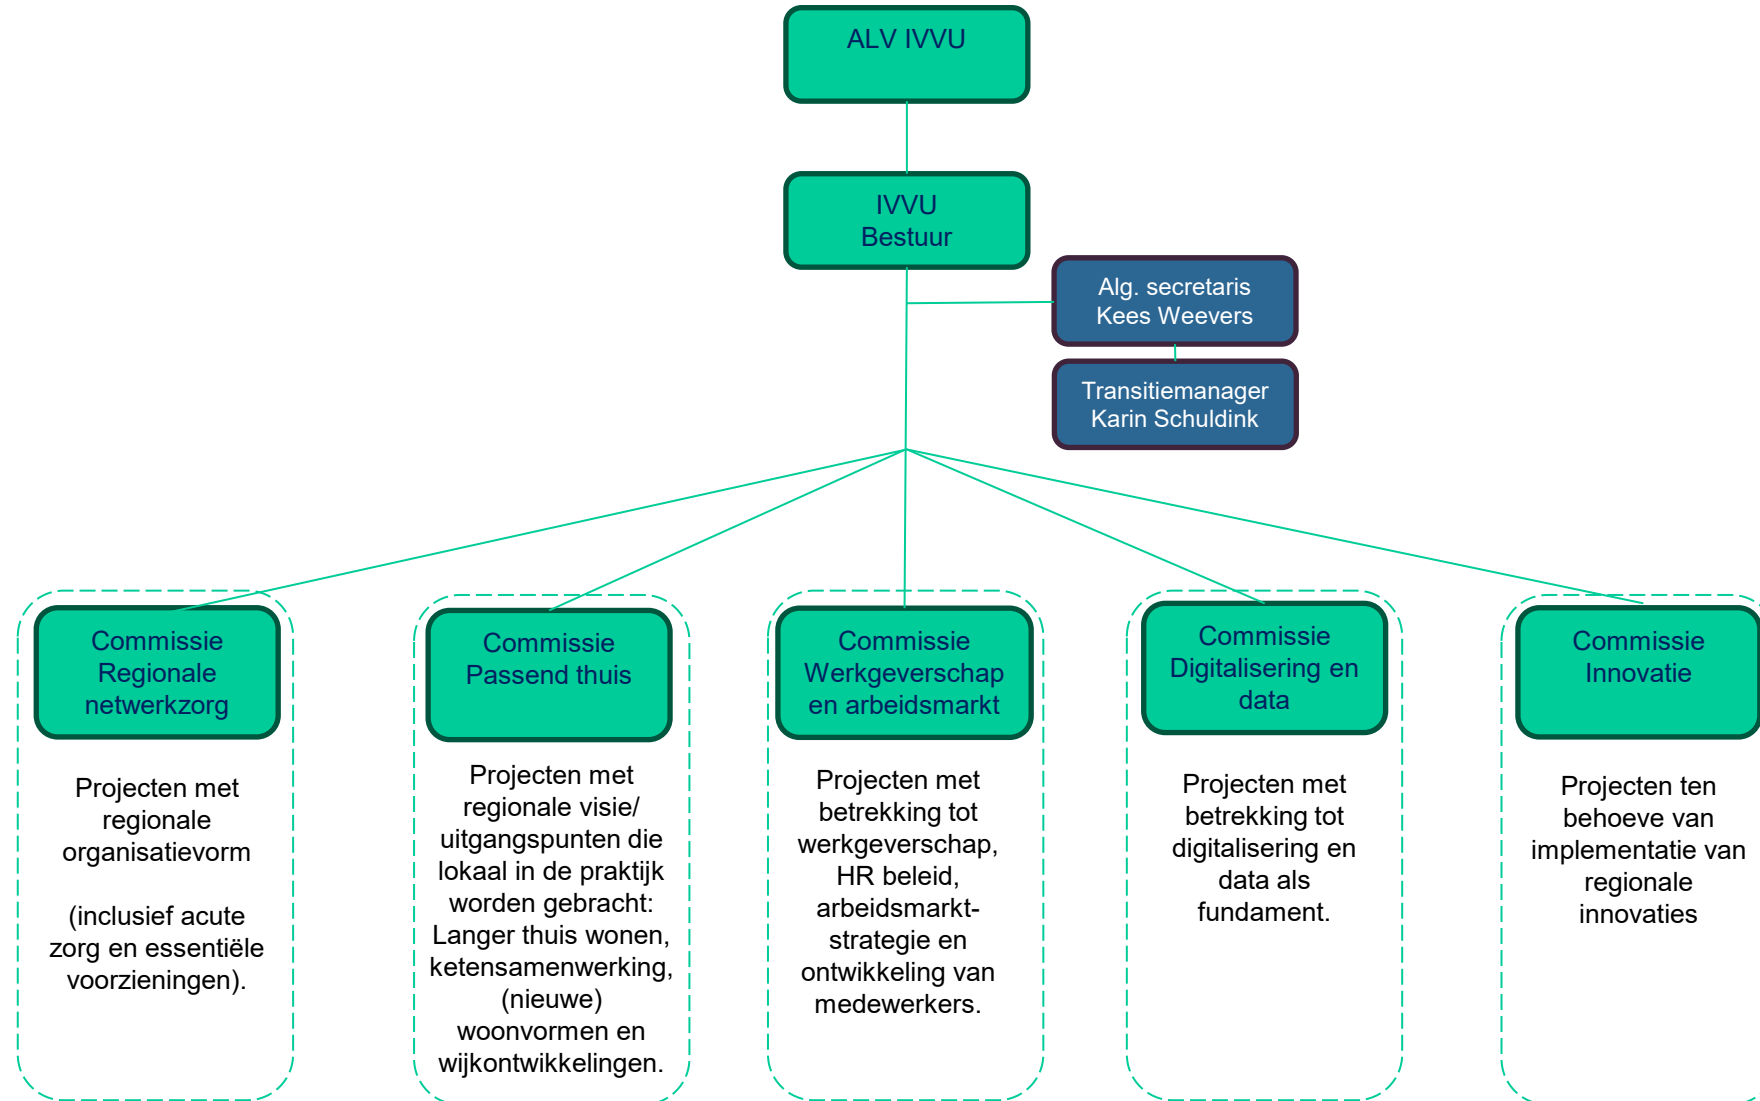 ALV IVVU
IVVU
Bestuur
Alg. secretaris
Kees Weevers
Transitiemanager
Karin Schuldink
Commissie
Regionale
netwerkzorg
Projecten met
regionale
organisatievorm
(inclusief acute
zorg en essentiële
voorzieningen).
Commissie
Passend thuis
Projecten met
regionale visie/
uitgangspunten die
lokaal in de praktijk
worden gebracht:
Langer thuis wonen,
ketensamenwerking,
(nieuwe)
woonvormen en
wijkontwikkelingen.
Commissie
Werkgeverschap
en arbeidsmarkt
Projecten met
betrekking tot
werkgeverschap,
HR beleid,
arbeidsmarkt-
strategie en
ontwikkeling van
medewerkers.
Commissie
Digitalisering en
data
Projecten met
betrekking tot
digitalisering en
data als
fundament.
Commissie
Innovatie
Projecten ten
behoeve van
implementatie van
regionale
innovaties